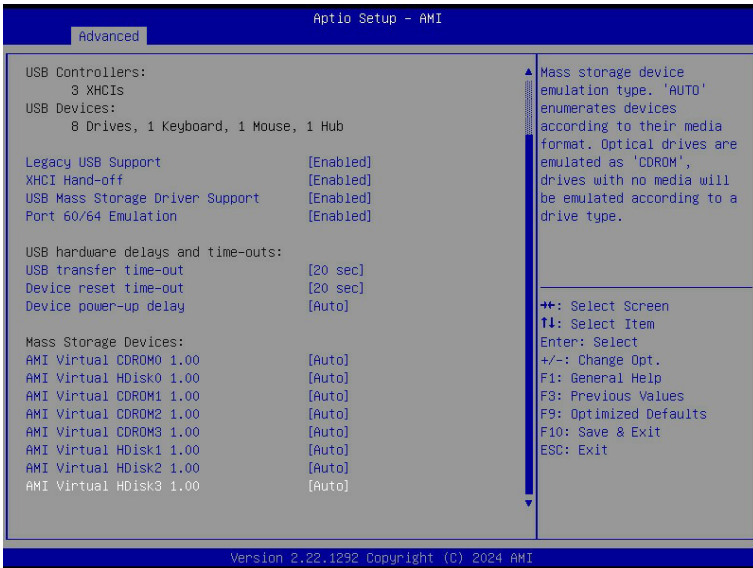 Aptio Setup - AMI
Advanced
USB Controllers:
3 XHCIs
USB Devices:
8 Drives, 1 Keyboard, 1 Mouse, 1 Hub
Legacy USB Support [Enabled]
XHCI Hand-off [Enabled]
USB Mass Storage Driver Support [Enabled]
Port 60/64 Emulation [Enabled]
USB hardware delays and time-outs:
USB transfer time-out [20 sec]
Device reset time-out [20 sec]
Device power-up delay [Auto]
Mass Storage Devices:
AMI Virtual CDROM0 1.00 [Auto]
AMI Virtual HDisk0 1.00 [Auto]
AMI Virtual CDROM1 1.00 [Auto]
AMI Virtual CDROM2 1.00 [Auto]
AMI Virtual CDROM3 1.00 [Auto]
AMI Virtual HDisk1 1.00 [Auto]
AMI Virtual HDisk2 1.00 [Auto]
AMI Virtual HDisk3 1.00 [Auto]
Mass storage device
emulation type. 'AUTO'
enumerates devices
according to their media
format. Optical drives are
emulated as 'CDROM',
drives with no media will
be emulated according to a
drive type.
→←: Select Screen
↑↓: Select Item
Enter: Select
+/-: Change Opt.
F1: General Help
F3: Previous Values
F9: Optimized Defaults
F10: Save & Exit
ESC: Exit
Version 2.22.1292 Copyright (C) 2024 AMI